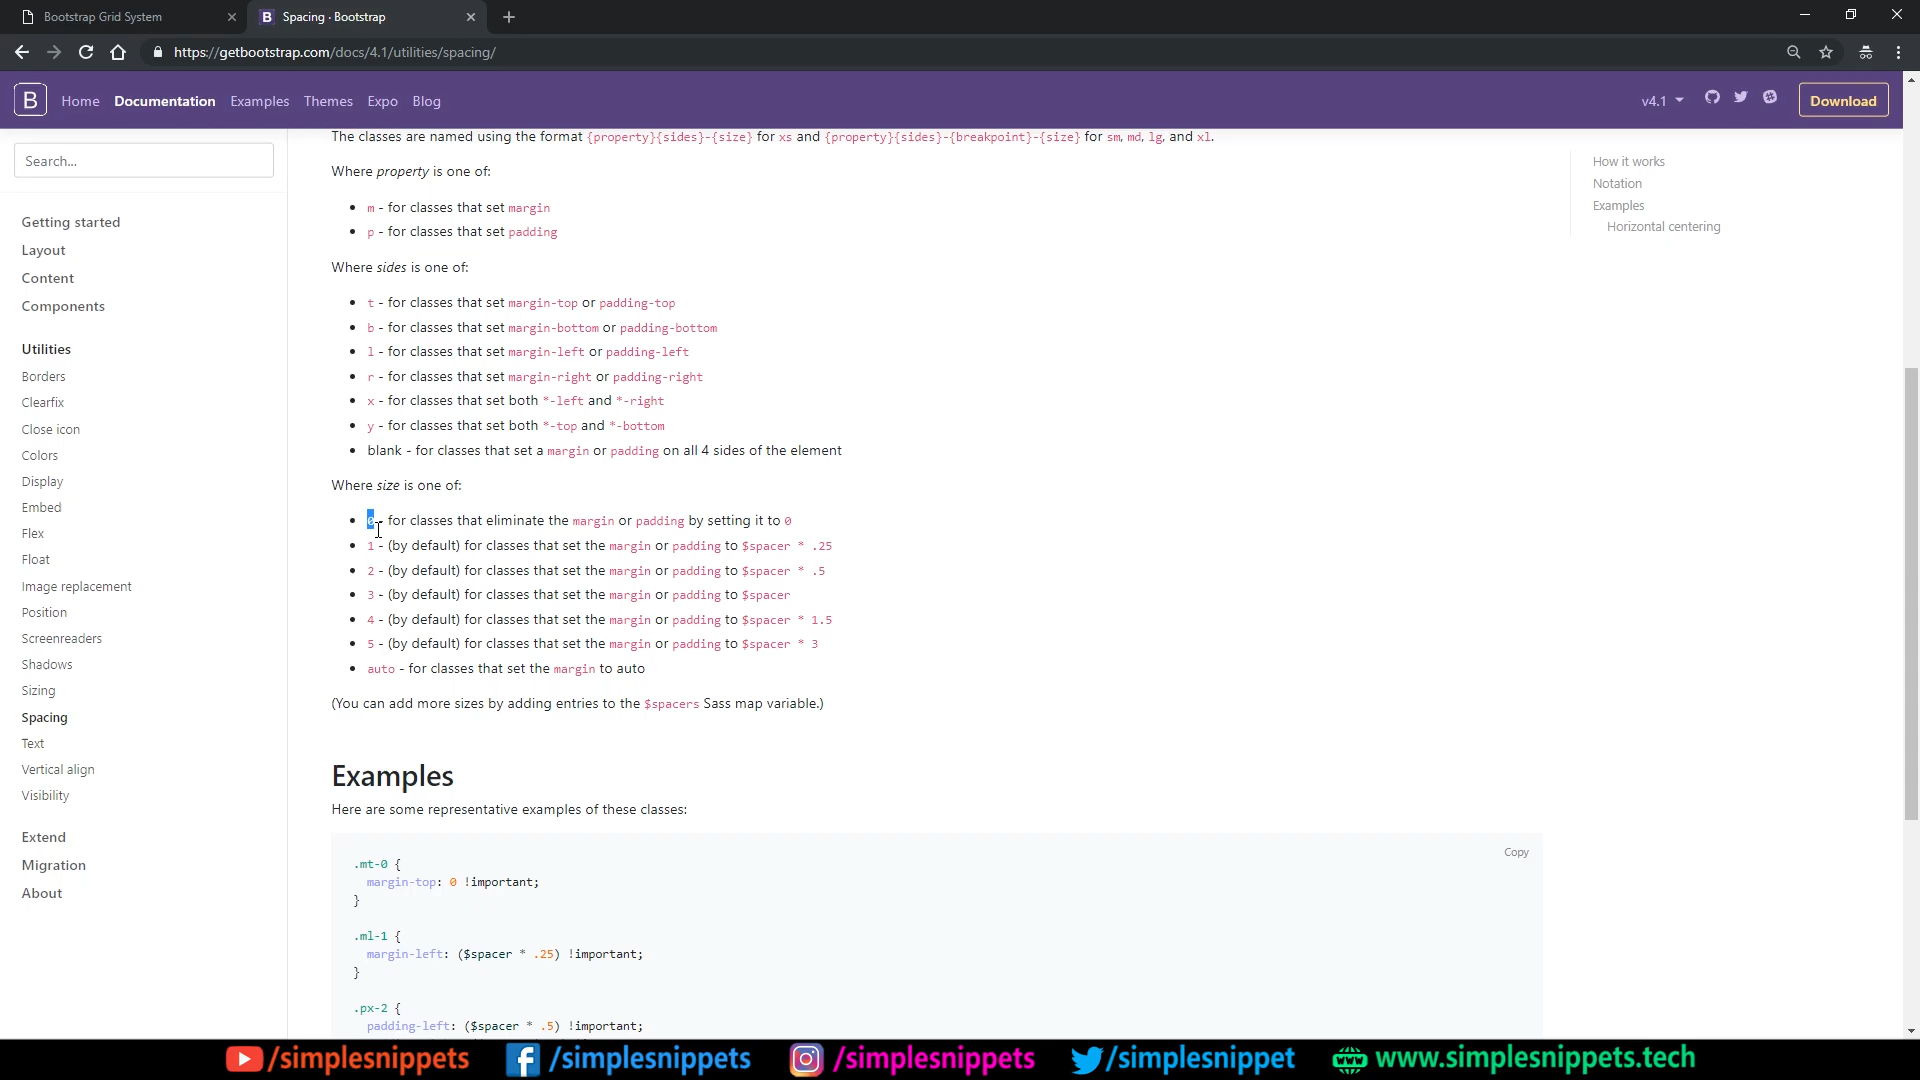 Bootstrap Grid System
B Spacing · Bootstrap
https://getbootstrap.com/docs/4.1/utilities/spacing/
B Home Documentation Examples Themes Expo Blog v4.1 Download
Search...
Getting started
Layout
Content
Components
Utilities
Borders
Clearfix
Close icon
Colors
Display
Embed
Flex
Float
Image replacement
Position
Screenreaders
Shadows
Sizing
Spacing
Text
Vertical align
Visibility
Extend
Migration
About
The classes are named using the format {property}{sides}-{size} for xs and {property}{sides}-{breakpoint}-{size} for sm, md, lg, and xl.
Where property is one of:
• m - for classes that set margin
• p - for classes that set padding
Where sides is one of:
• t - for classes that set margin-top or padding-top
• b - for classes that set margin-bottom or padding-bottom
• l - for classes that set margin-left or padding-left
• r - for classes that set margin-right or padding-right
• x - for classes that set both *-left and *-right
• y - for classes that set both *-top and *-bottom
• blank - for classes that set a margin or padding on all 4 sides of the element
Where size is one of:
• 0 - for classes that eliminate the margin or padding by setting it to 0
• 1 - (by default) for classes that set the margin or padding to $spacer * .25
• 2 - (by default) for classes that set the margin or padding to $spacer * .5
• 3 - (by default) for classes that set the margin or padding to $spacer
• 4 - (by default) for classes that set the margin or padding to $spacer * 1.5
• 5 - (by default) for classes that set the margin or padding to $spacer * 3
• auto - for classes that set the margin to auto
(You can add more sizes by adding entries to the $spacers Sass map variable.)
Examples
Here are some representative examples of these classes:
Copy
.mt-0 {
margin-top: 0 !important;
}
.ml-1 {
margin-left: ($spacer * .25) !important;
}
.px-2 {
padding-left: ($spacer * .5) !important;
How it works
Notation
Examples
Horizontal centering
/simplesnippets /simplesnippets /simplesnippets /simplesnippet www.simplesnippets.tech